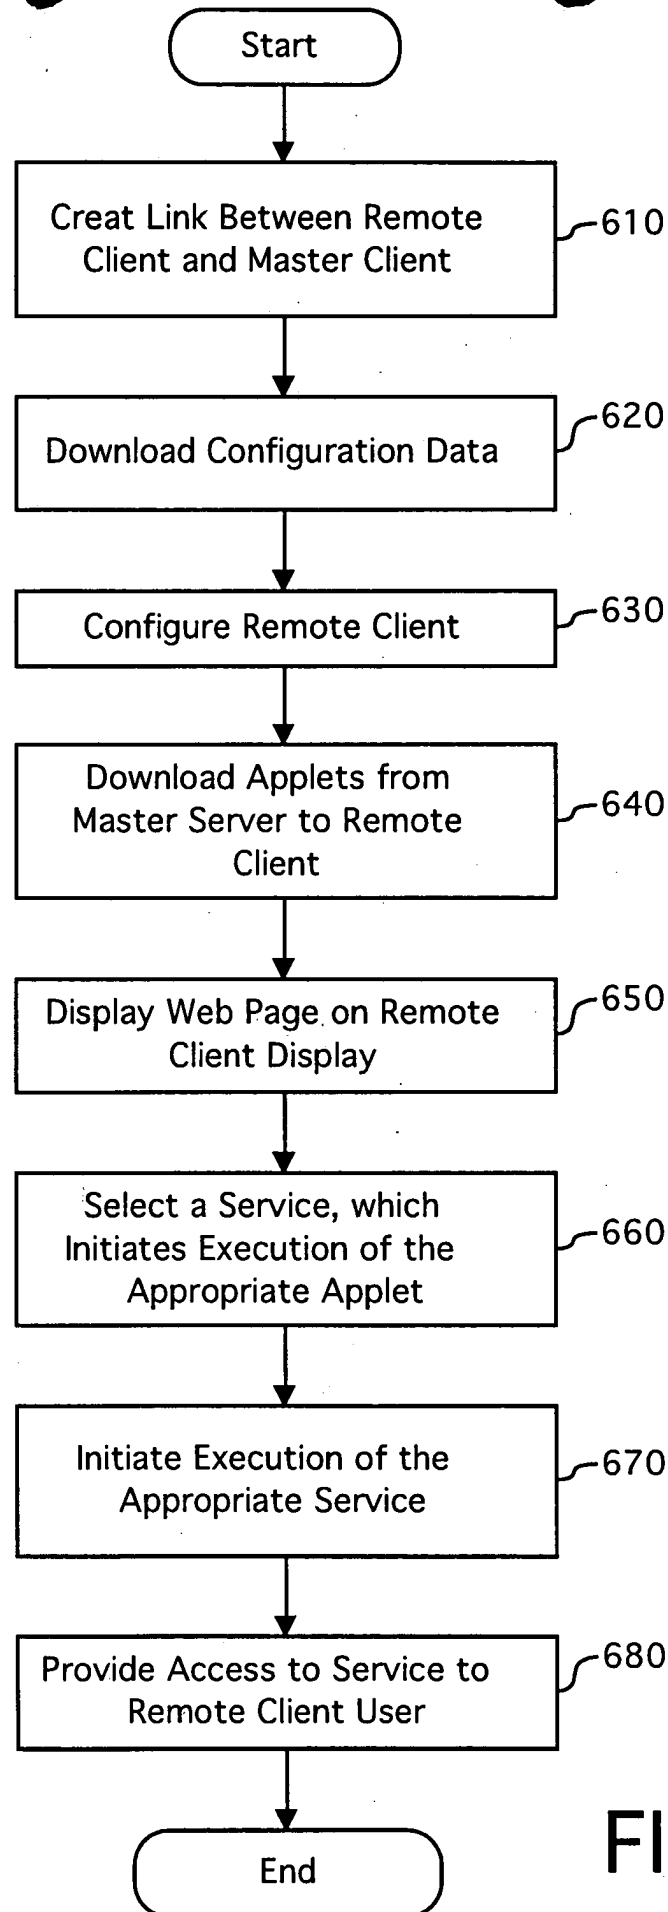 Start
Creat Link Between Remote
Client and Master Client
610
Download Configuration Data
620
Configure Remote Client
630
Download Applets from
Master Server to Remote
Client
640
Display Web Page on Remote
Client Display
650
Select a Service, which
Initiates Execution of the
Appropriate Applet
660
Initiate Execution of the
Appropriate Service
670
Provide Access to Service to
Remote Client User
680
End